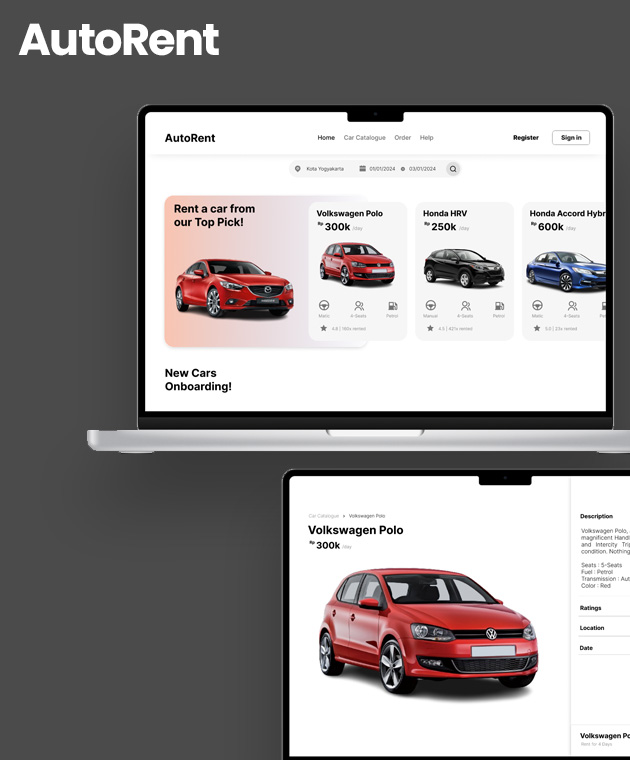 AutoRent
AutoRent
Home Car Catalogue Order Help
Register Sign in
Kota Yogyakarta 01/01/2024 03/01/2024
Rent a car from
our Top Pick!
Volkswagen Polo
Rp 300k /day
Matic 4-Seats Petrol
4.8 | 160x rented
Honda HRV
Rp 250k /day
Manual 6-Seats Petrol
4.5 | 421x rented
Honda Accord Hybr
Rp 600k /day
Matic 4-Seats
5.0 | 23x rented
New Cars
Onboarding!
Car Catalogue > Volkswagen Polo
Volkswagen Polo
Rp 300k /day
Description
Volkswagen Polo,
magnificent Handl
and Intercity Trip
condition. Nothing
Seats : 5-Seats
Fuel : Petrol
Transmission : Aut
Color : Red
Ratings
Location
Date
Volkswagen Po
Rent for 4 Days